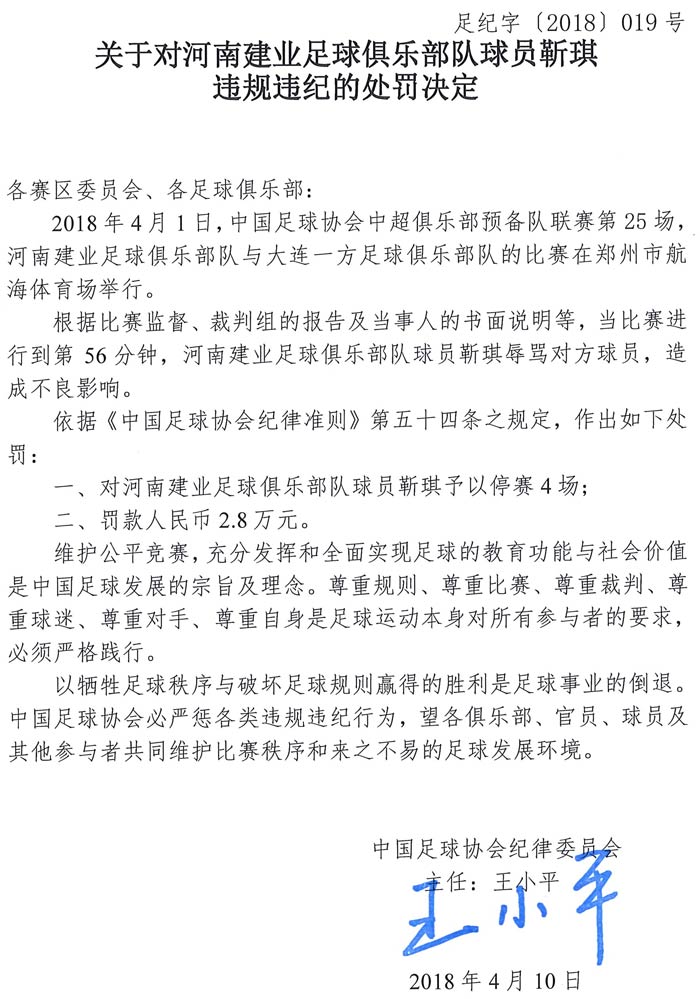 足纪字〔2018〕019号
关于对河南建业足球俱乐部队球员靳琪
违规违纪的处罚决定
各赛区委员会、各足球俱乐部：
2018年4月1日，中国足球协会中超俱乐部预备队联赛第25场，
河南建业足球俱乐部队与大连一方足球俱乐部队的比赛在郑州市航
海体育场举行。
根据比赛监督、裁判组的报告及当事人的书面说明等，当比赛进
行到第56分钟，河南建业足球俱乐部队球员靳琪辱骂对方球员，造
成不良影响。
依据《中国足球协会纪律准则》第五十四条之规定，作出如下处
罚：
一、对河南建业足球俱乐部队球员靳琪予以停赛4场；
二、罚款人民币2.8万元。
维护公平竞赛，充分发挥和全面实现足球的教育功能与社会价值
是中国足球发展的宗旨及理念。尊重规则、尊重比赛、尊重裁判、尊
重球迷、尊重对手、尊重自身是足球运动本身对所有参与者的要求，
必须严格践行。
以牺牲足球秩序与破坏足球规则赢得的胜利是足球事业的倒退。
中国足球协会必严惩各类违规违纪行为，望各俱乐部、官员、球员及
其他参与者共同维护比赛秩序和来之不易的足球发展环境。
中国足球协会纪律委员会
主任：王小平
王小平
2018年4月10日